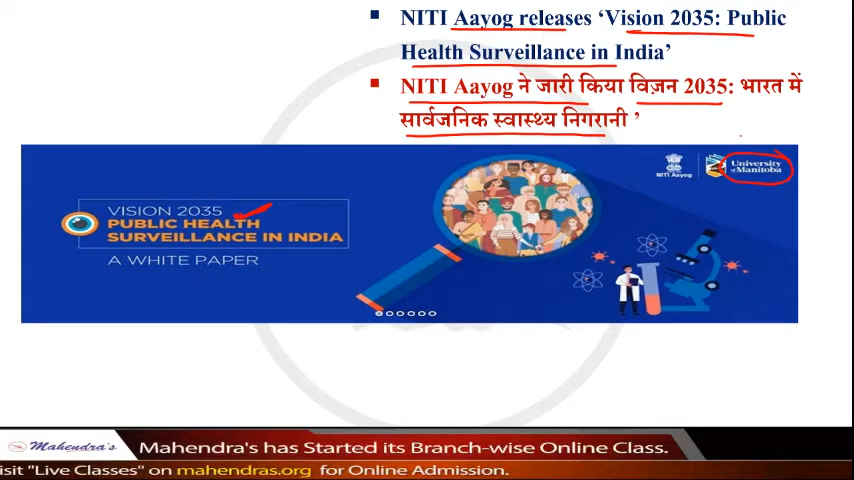 NITI Aayog releases ‘Vision 2035: Public
Health Surveillance in India’
NITI Aayog ने जारी किया विज़न 2035: भारत में
सार्वजनिक स्वास्थ्य निगरानी ’
NITI Aayog
University
of Manitoba
VISION 2035
PUBLIC HEALTH
SURVEILLANCE IN INDIA
A WHITE PAPER
Mahendra's
Mahendra's has Started its Branch-wise Online Class.
isit "Live Classes" on mahendras.org for Online Admission.